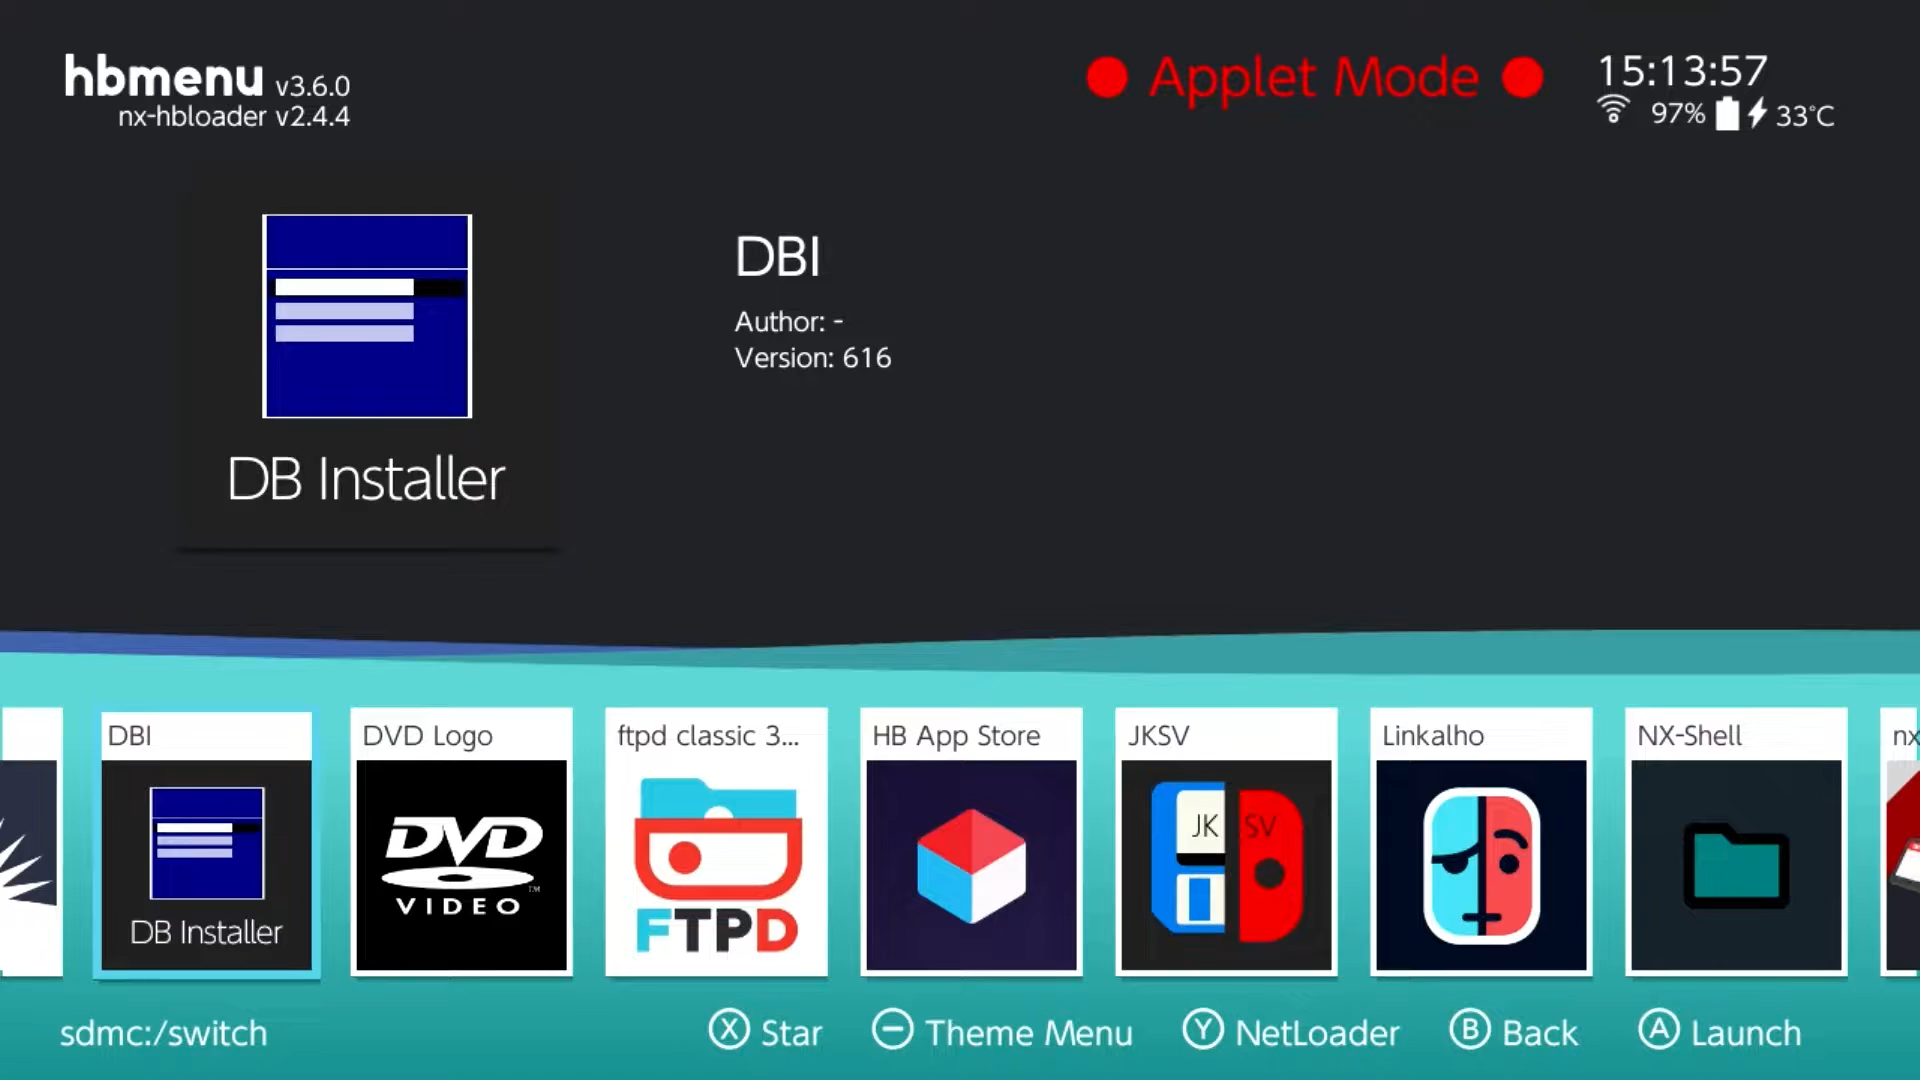 hbmenu v3.6.0
nx-hbloader v2.4.4
Applet Mode
15:13:57
97% 33°C
DB Installer
DBI
Author: -
Version: 616
DBI
DB Installer
DVD Logo
DVD
TM
VIDEO
ftpd classic 3...
FTPD
HB App Store
JKSV
JK SV
Linkalho
NX-Shell
nx
sdmc:/switch
X Star
Theme Menu
Y NetLoader
B Back
A Launch